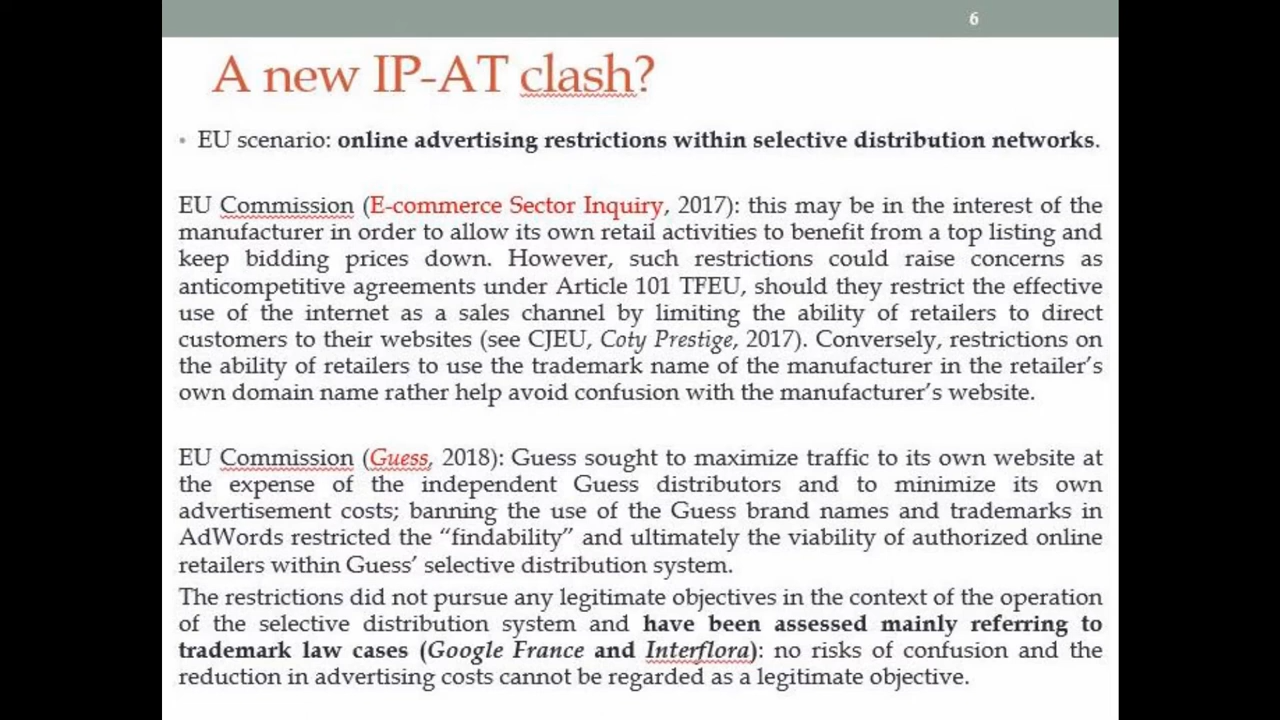 6
A new IP-AT clash?
• EU scenario: online advertising restrictions within selective distribution networks.
EU Commission (E-commerce Sector Inquiry, 2017): this may be in the interest of the
manufacturer in order to allow its own retail activities to benefit from a top listing and
keep bidding prices down. However, such restrictions could raise concerns as
anticompetitive agreements under Article 101 TFEU, should they restrict the effective
use of the internet as a sales channel by limiting the ability of retailers to direct
customers to their websites (see CJEU, Coty Prestige, 2017). Conversely, restrictions on
the ability of retailers to use the trademark name of the manufacturer in the retailer's
own domain name rather help avoid confusion with the manufacturer's website.
EU Commission (Guess, 2018): Guess sought to maximize traffic to its own website at
the expense of the independent Guess distributors and to minimize its own
advertisement costs; banning the use of the Guess brand names and trademarks in
AdWords restricted the “findability” and ultimately the viability of authorized online
retailers within Guess' selective distribution system.
The restrictions did not pursue any legitimate objectives in the context of the operation
of the selective distribution system and have been assessed mainly referring to
trademark law cases (Google France and Interflora): no risks of confusion and the
reduction in advertising costs cannot be regarded as a legitimate objective.